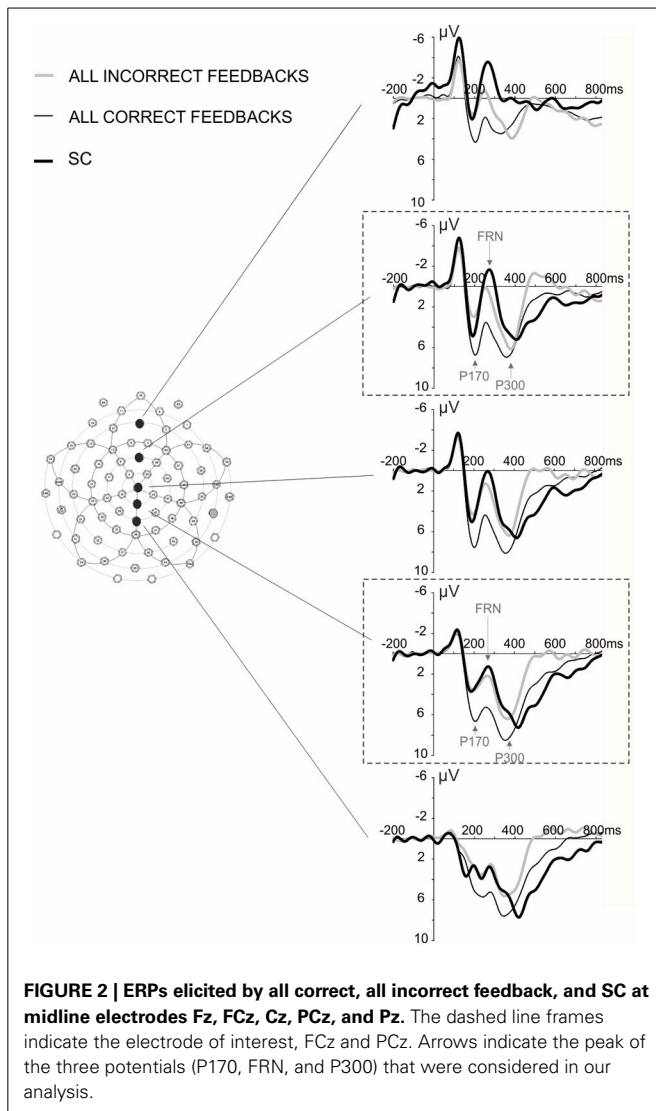 ALL INCORRECT FEEDBACKS
ALL CORRECT FEEDBACKS
SC
-6
µV
-2
-200
200
400
600
800ms
2
6
10
-6
µV
FRN
-2
-200
200
400
600
800ms
2
6
P170
P300
10
-6
µV
-2
-200
200
400
600
800ms
2
6
10
-6
µV
FRN
-2
-200
200
400
600
800ms
2
6
P170
P300
10
-6
µV
-2
-200
200
400
600
800ms
2
6
10
FIGURE 2 | ERPs elicited by all correct, all incorrect feedback, and SC at
midline electrodes Fz, FCz, Cz, PCz, and Pz. The dashed line frames
indicate the electrode of interest, FCz and PCz. Arrows indicate the peak of
the three potentials (P170, FRN, and P300) that were considered in our
analysis.